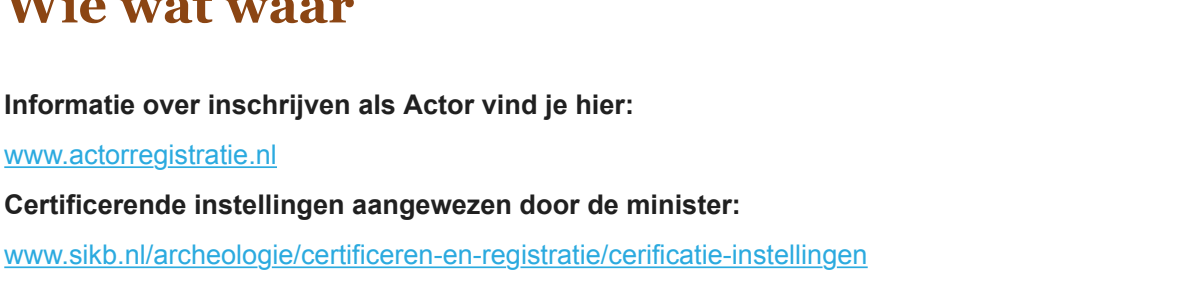 Wie wat waar
Informatie over inschrijven als Actor vind je hier:
www.actorregistratie.nl
Certificerende instellingen aangewezen door de minister:
www.sikb.nl/archeologie/certificeren-en-registratie/cerificatie-instellingen